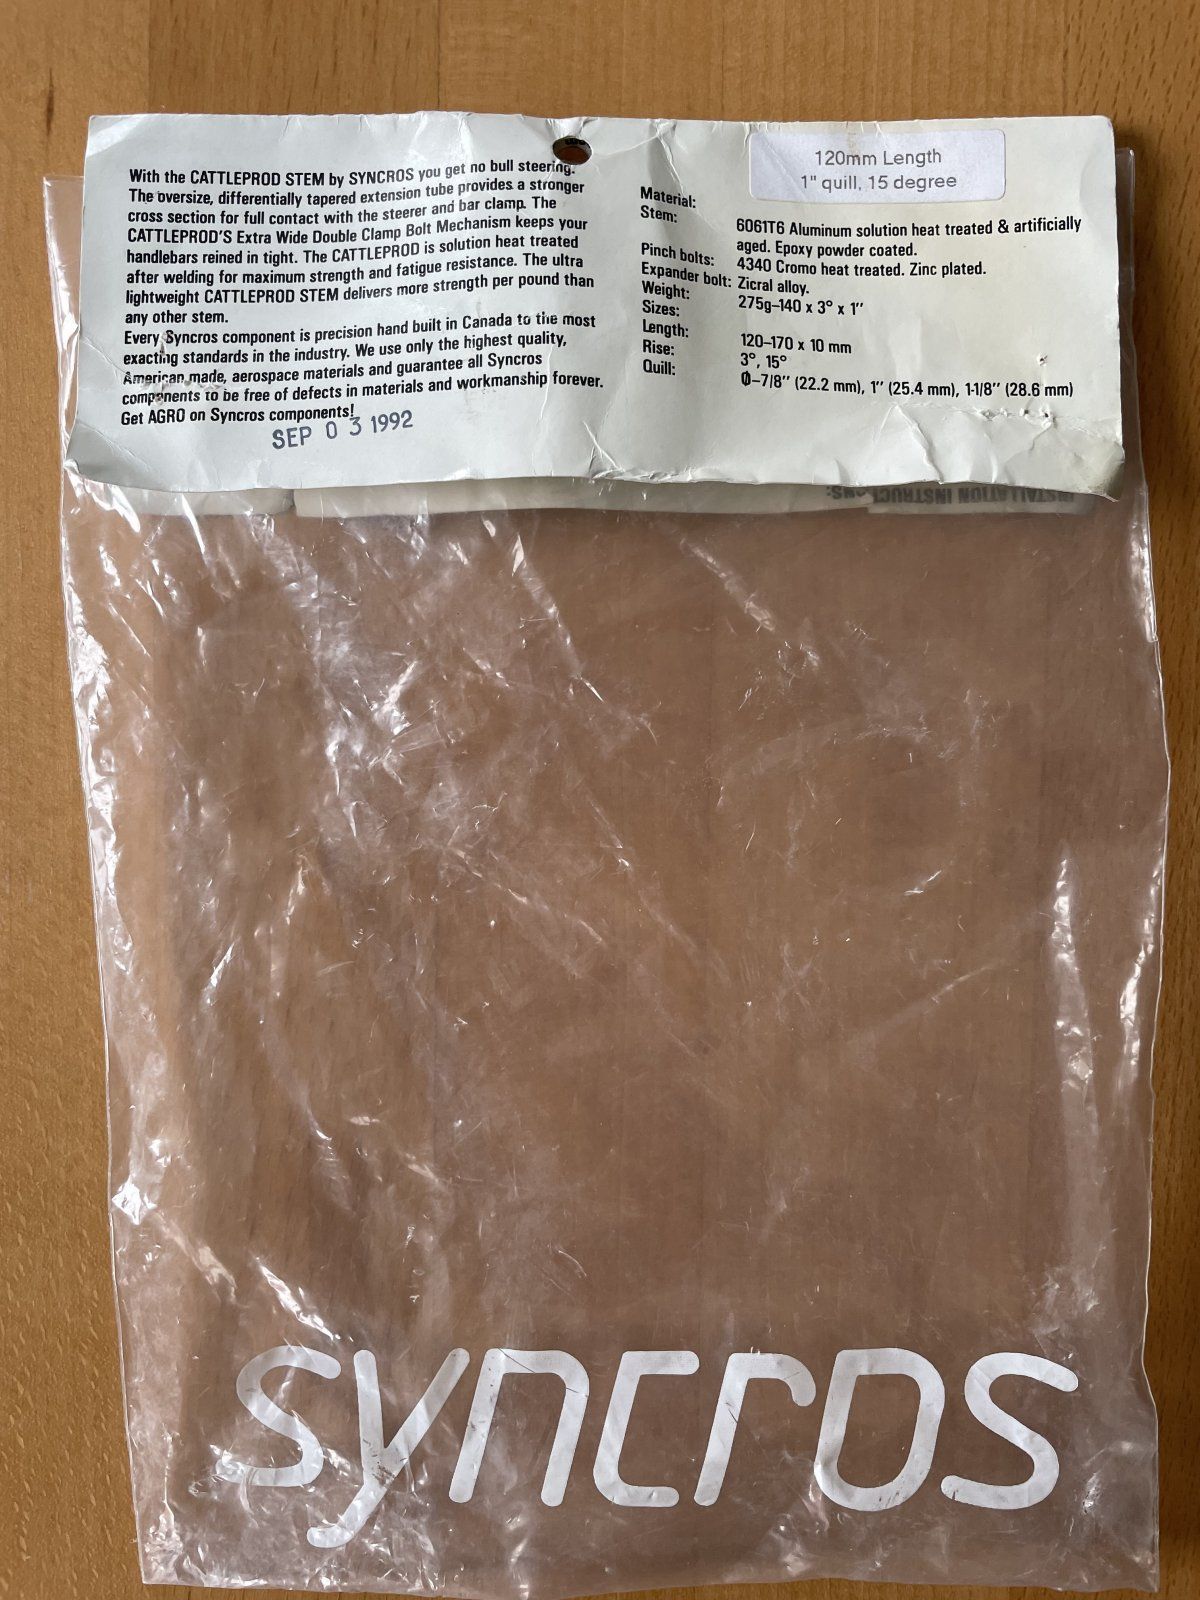 With the CATTLEPROD STEM by SYNCROS you get no bull steering.
The oversize, differentially tapered extension tube provides a stronger
cross section for full contact with the steerer and bar clamp. The
CATTLEPROD'S Extra Wide Double Clamp Bolt Mechanism keeps your
handlebars reined in tight. The CATTLEPROD is solution heat treated
after welding for maximum strength and fatigue resistance. The ultra
lightweight CATTLEPROD STEM delivers more strength per pound than
any other stem.
Every Syncros component is precision hand built in Canada to the most
exacting standards in the industry. We use only the highest quality,
American made, aerospace materials and guarantee all Syncros
components to be free of defects in materials and workmanship forever.
Get AGRO on Syncros components!
SEP 0 3 1992
120mm Length
1" quill, 15 degree
Material:
Stem: 6061T6 Aluminum solution heat treated & artificially
aged. Epoxy powder coated.
Pinch bolts: 4340 Cromo heat treated. Zinc plated.
Expander bolt: Zicral alloy.
Weight: 275g–140 x 3° x 1"
Sizes:
Length: 120–170 x 10 mm
Rise: 3°, 15°
Quill: Φ–7/8" (22.2 mm), 1" (25.4 mm), 1-1/8" (28.6 mm)
INSTALLATION INSTRUCTIONS:
syncros